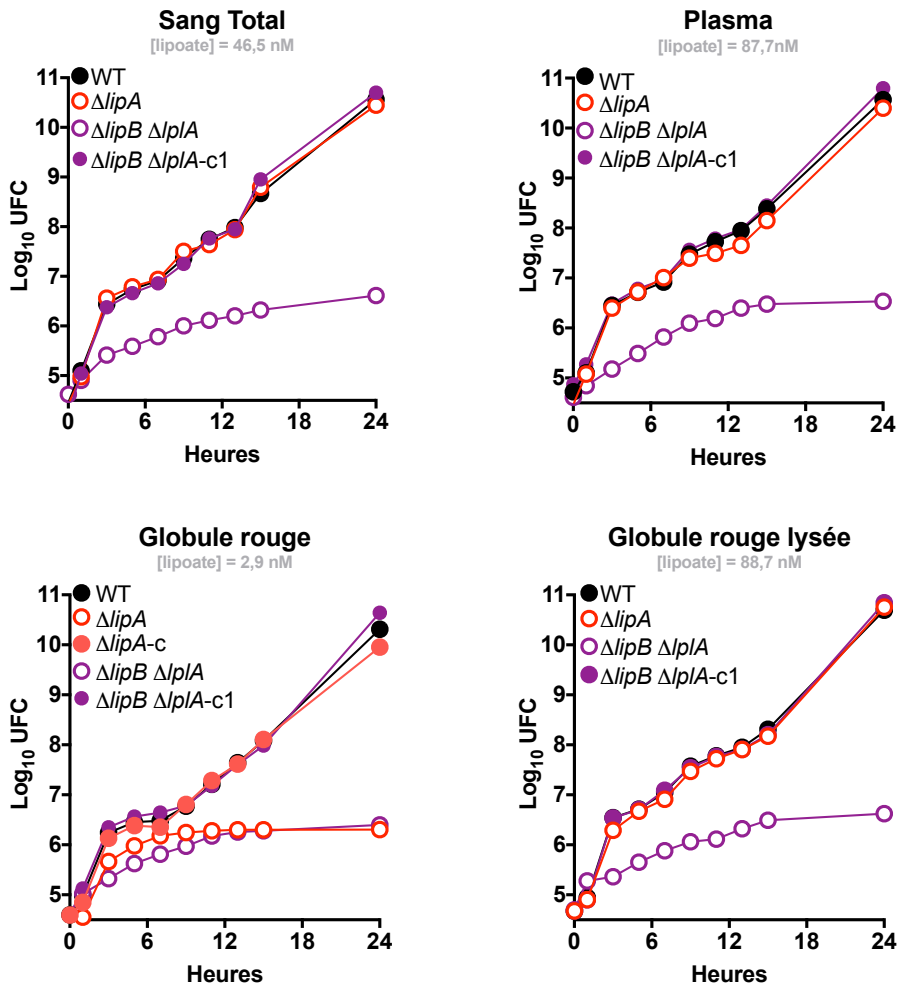 Sang Total
[lipoate] = 46,5 nM
WT
ΔlipA
ΔlipB ΔlplA
ΔlipB ΔlplA-c1
Log10 UFC
11
10
9
8
7
6
5
0
6
12
18
24
Heures
Plasma
[lipoate] = 87,7nM
WT
ΔlipA
ΔlipB ΔlplA
ΔlipB ΔlplA-c1
Log10 UFC
11
10
9
8
7
6
5
0
6
12
18
24
Heures
Globule rouge
[lipoate] = 2,9 nM
WT
ΔlipA
ΔlipA-c
ΔlipB ΔlplA
ΔlipB ΔlplA-c1
Log10 UFC
11
10
9
8
7
6
5
0
6
12
18
24
Heures
Globule rouge lysée
[lipoate] = 88,7 nM
WT
ΔlipA
ΔlipB ΔlplA
ΔlipB ΔlplA-c1
Log10 UFC
11
10
9
8
7
6
5
0
6
12
18
24
Heures